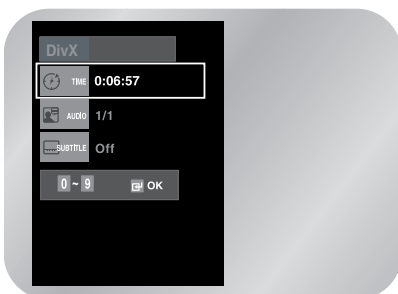 DivX
TIME 0:06:57
AUDIO 1/1
SUBTITLE Off
0 ~ 9 OK